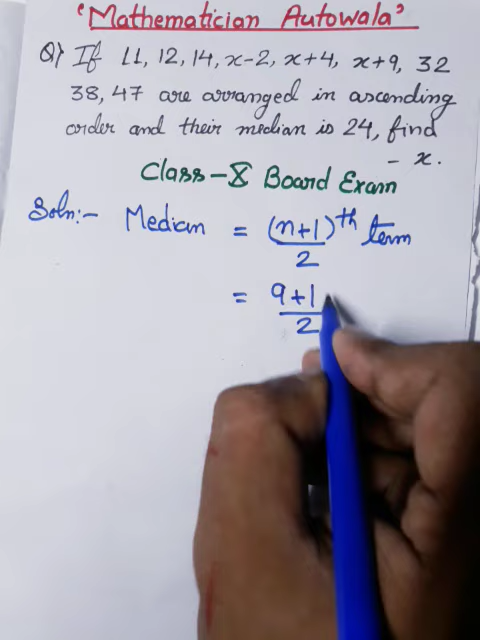 'Mathematician Autowala'
Q) If 11, 12, 14, x-2, x+4, x+9, 32
38, 47 are arranged in ascending
order and their median is 24, find
- x.
Class-X Board Exam
Soln:- Median = (n+1)/2 th term
= 9+1/2